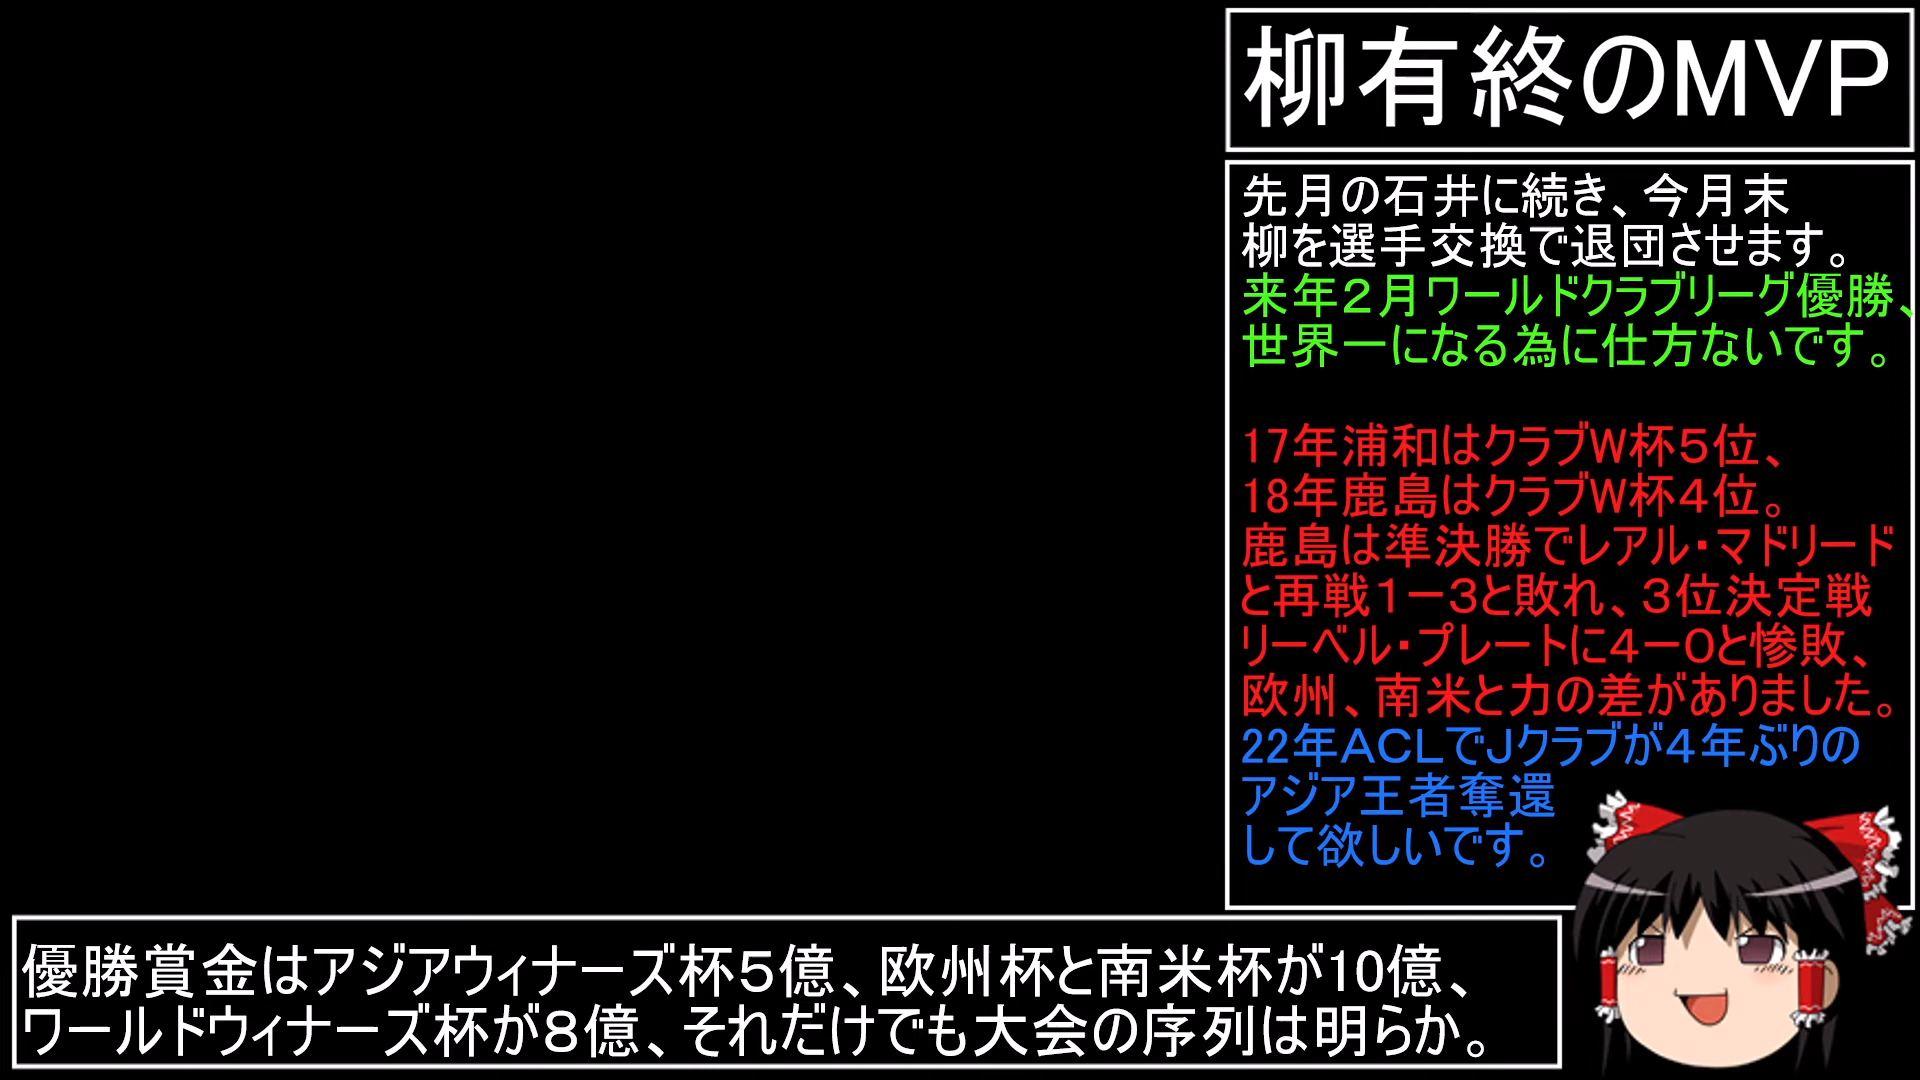 柳有終のMVP
先月の石井に続き、今月末
柳を選手交換で退団させます。
来年２月ワールドクラブリーグ優勝、
世界一になる為に仕方ないです。
17年浦和はクラブW杯５位、
18年鹿島はクラブW杯４位。
鹿島は準決勝でレアル・マドリード
と再戦１－３と敗れ、３位決定戦
リーベル・プレートに４－０と惨敗、
欧州、南米と力の差がありました。
22年ＡＣＬでＪクラブが４年ぶりの
アジア王者奪還
して欲しいです。
優勝賞金はアジアウィナーズ杯５億、欧州杯と南米杯が10億、
ワールドウィナーズ杯が８億、それだけでも大会の序列は明らか。